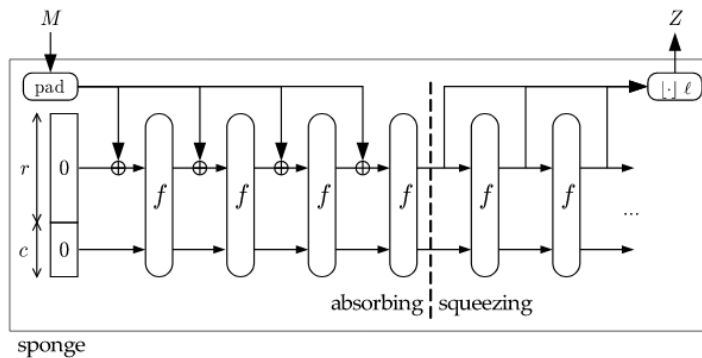 M Z
pad ⌊·⌋ ℓ
r 0 ⊕ ⊕ ⊕ ⊕
f f f f f f
...
c 0
absorbing squeezing
sponge